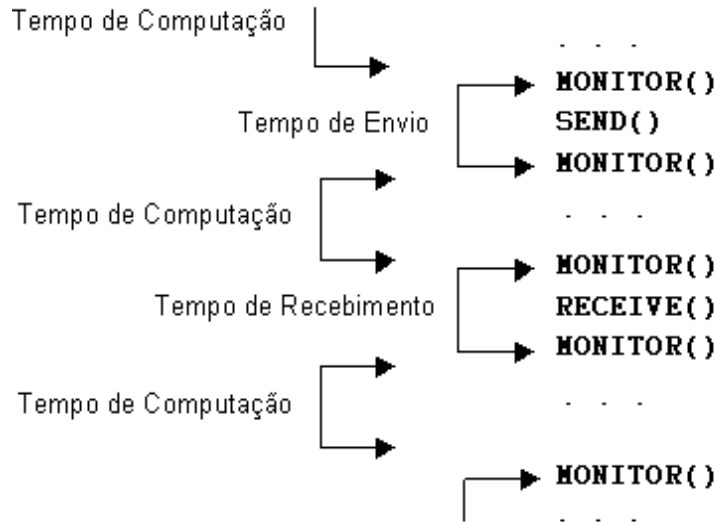 Tempo de Computação
. . .
MONITOR()
Tempo de Envio SEND()
MONITOR()
Tempo de Computação . . .
MONITOR()
Tempo de Recebimento RECEIVE()
MONITOR()
Tempo de Computação . . .
MONITOR()
. . .